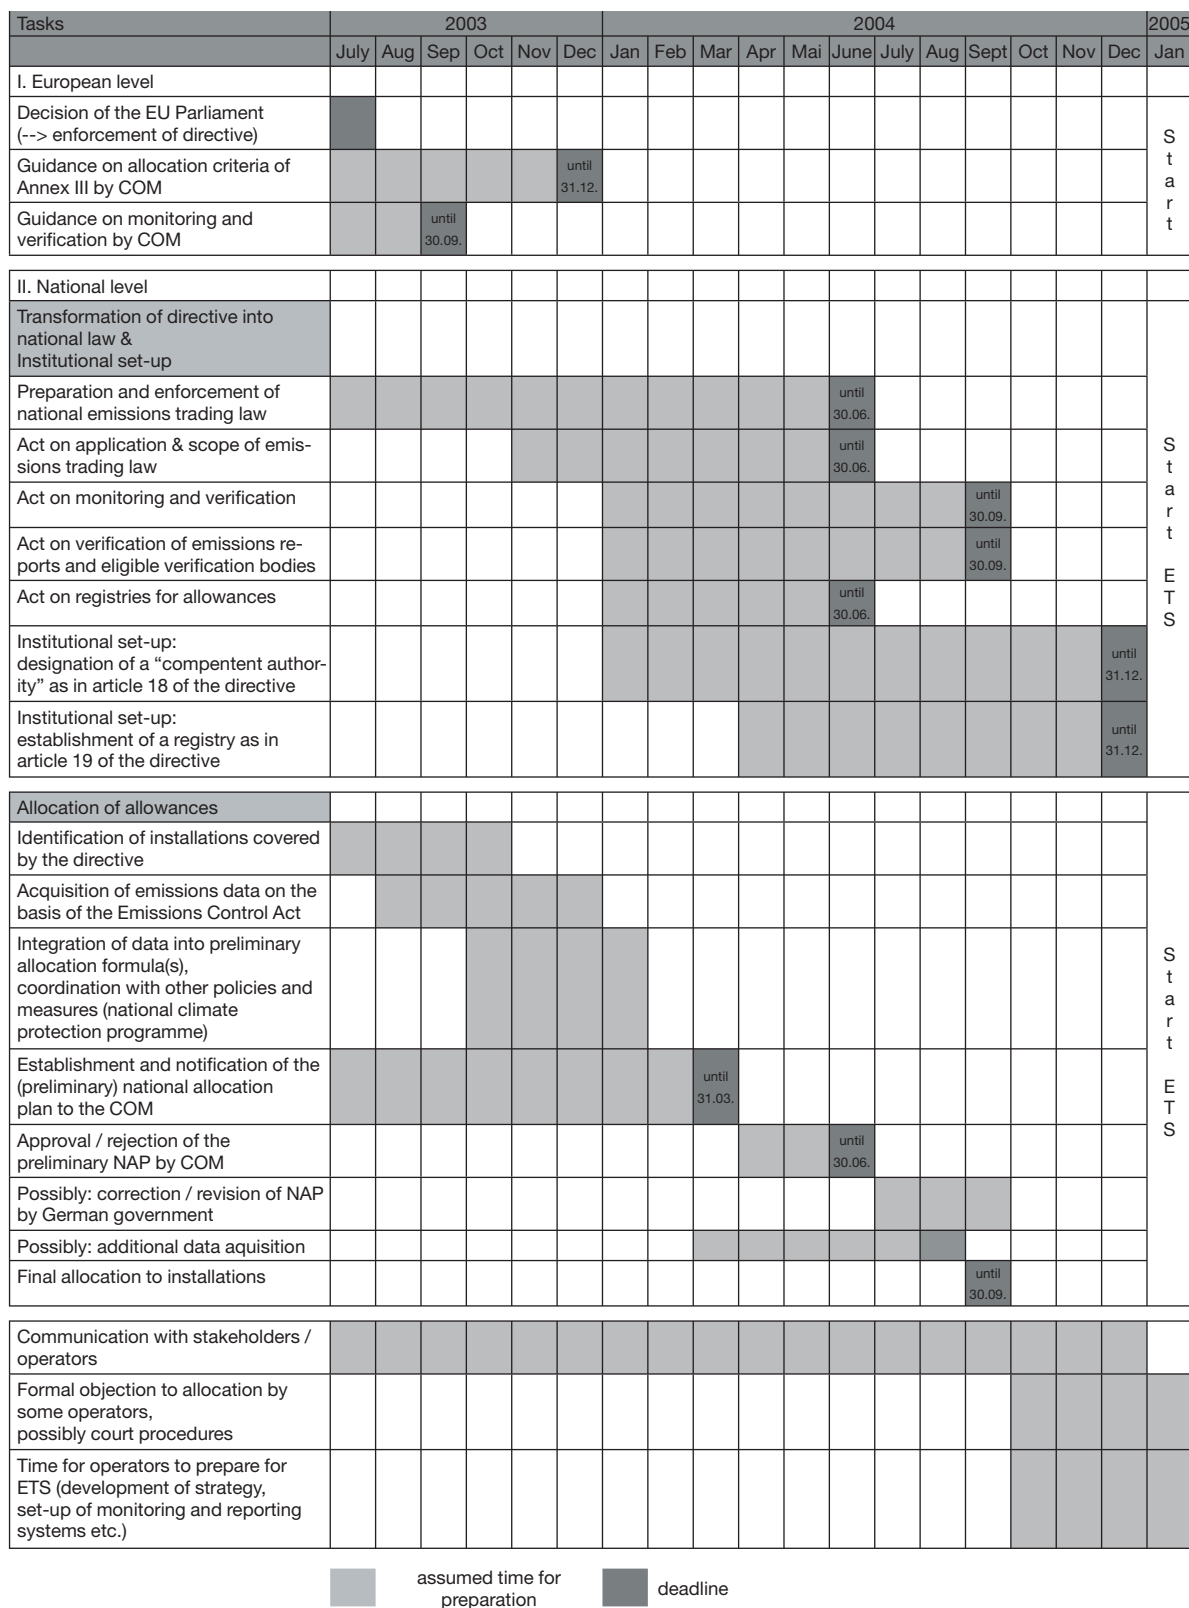 Tasks 2003 2004 2005
July Aug Sep Oct Nov Dec Jan Feb Mar Apr Mai June July Aug Sept Oct Nov Dec Jan
I. European level
Decision of the EU Parliament
(--> enforcement of directive)
Guidance on allocation criteria of
Annex III by COM
until
31.12.
Guidance on monitoring and
verification by COM
until
30.09.
S
t
a
r
t
II. National level
Transformation of directive into
national law &
Institutional set-up
Preparation and enforcement of
national emissions trading law
until
30.06.
Act on application & scope of emis-
sions trading law
until
30.06.
Act on monitoring and verification
until
30.09.
Act on verification of emissions re-
ports and eligible verification bodies
until
30.09.
Act on registries for allowances
until
30.06.
Institutional set-up:
designation of a “compentent author-
ity” as in article 18 of the directive
until
31.12.
Institutional set-up:
establishment of a registry as in
article 19 of the directive
until
31.12.
S
t
a
r
t
E
T
S
Allocation of allowances
Identification of installations covered
by the directive
Acquisition of emissions data on the
basis of the Emissions Control Act
Integration of data into preliminary
allocation formula(s),
coordination with other policies and
measures (national climate
protection programme)
Establishment and notification of the
(preliminary) national allocation
plan to the COM
until
31.03.
Approval / rejection of the
preliminary NAP by COM
until
30.06.
Possibly: correction / revision of NAP
by German government
Possibly: additional data aquisition
Final allocation to installations
until
30.09.
S
t
a
r
t
E
T
S
Communication with stakeholders /
operators
Formal objection to allocation by
some operators,
possibly court procedures
Time for operators to prepare for
ETS (development of strategy,
set-up of monitoring and reporting
systems etc.)
assumed time for
preparation
deadline